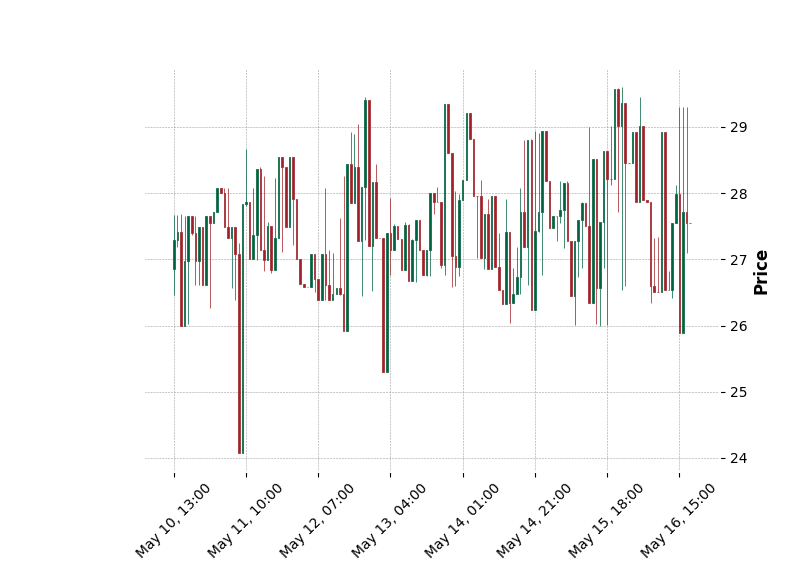 29
28
27
26
25
24
Price
May 10, 13:00
May 11, 10:00
May 12, 07:00
May 13, 04:00
May 14, 01:00
May 14, 21:00
May 15, 18:00
May 16, 15:00